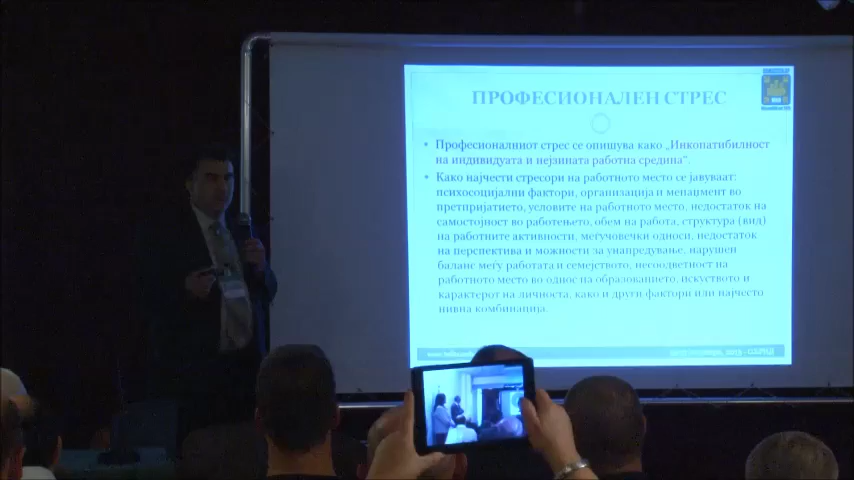 ПРОФЕСИОНАЛЕН СТРЕС
• Професионалниот стрес се опишува како „Инкопатибилност
на индивидуата и нејзината работна средина“.
• Како најчести стресори на работното место се јавуваат:
психосоцијални фактори, организација и менаџмент во
претпријатието, условите на работното место, недостаток на
самостојност во работењето, обем на работа, структура (вид)
на работните активности, меѓучовечки односи, недостаток
на перспектива и можности за унапредување, нарушен
баланс меѓу работата и семејството, несоодветност на
работното место во однос на образованието, искуството и
карактерот на личноста, како и други фактори или најчесто
нивна комбинација.